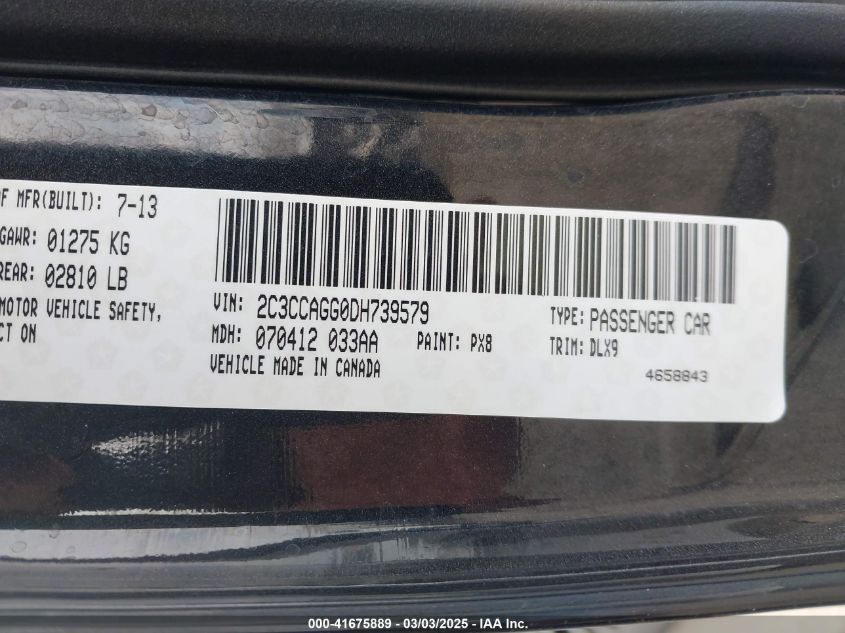 OF MFR(BUILT): 7-13
GAWR: 01275 KG
REAR: 02810 LB
MOTOR VEHICLE SAFETY,
CT ON
VIN: 2C3CCAGG0DH739579
TYPE: PASSENGER CAR
MDH: 070412 033AA
PAINT: PX8
TRIM: DLX9
VEHICLE MADE IN CANADA
4658843
000-41675889 - 03/03/2025 - IAA Inc.